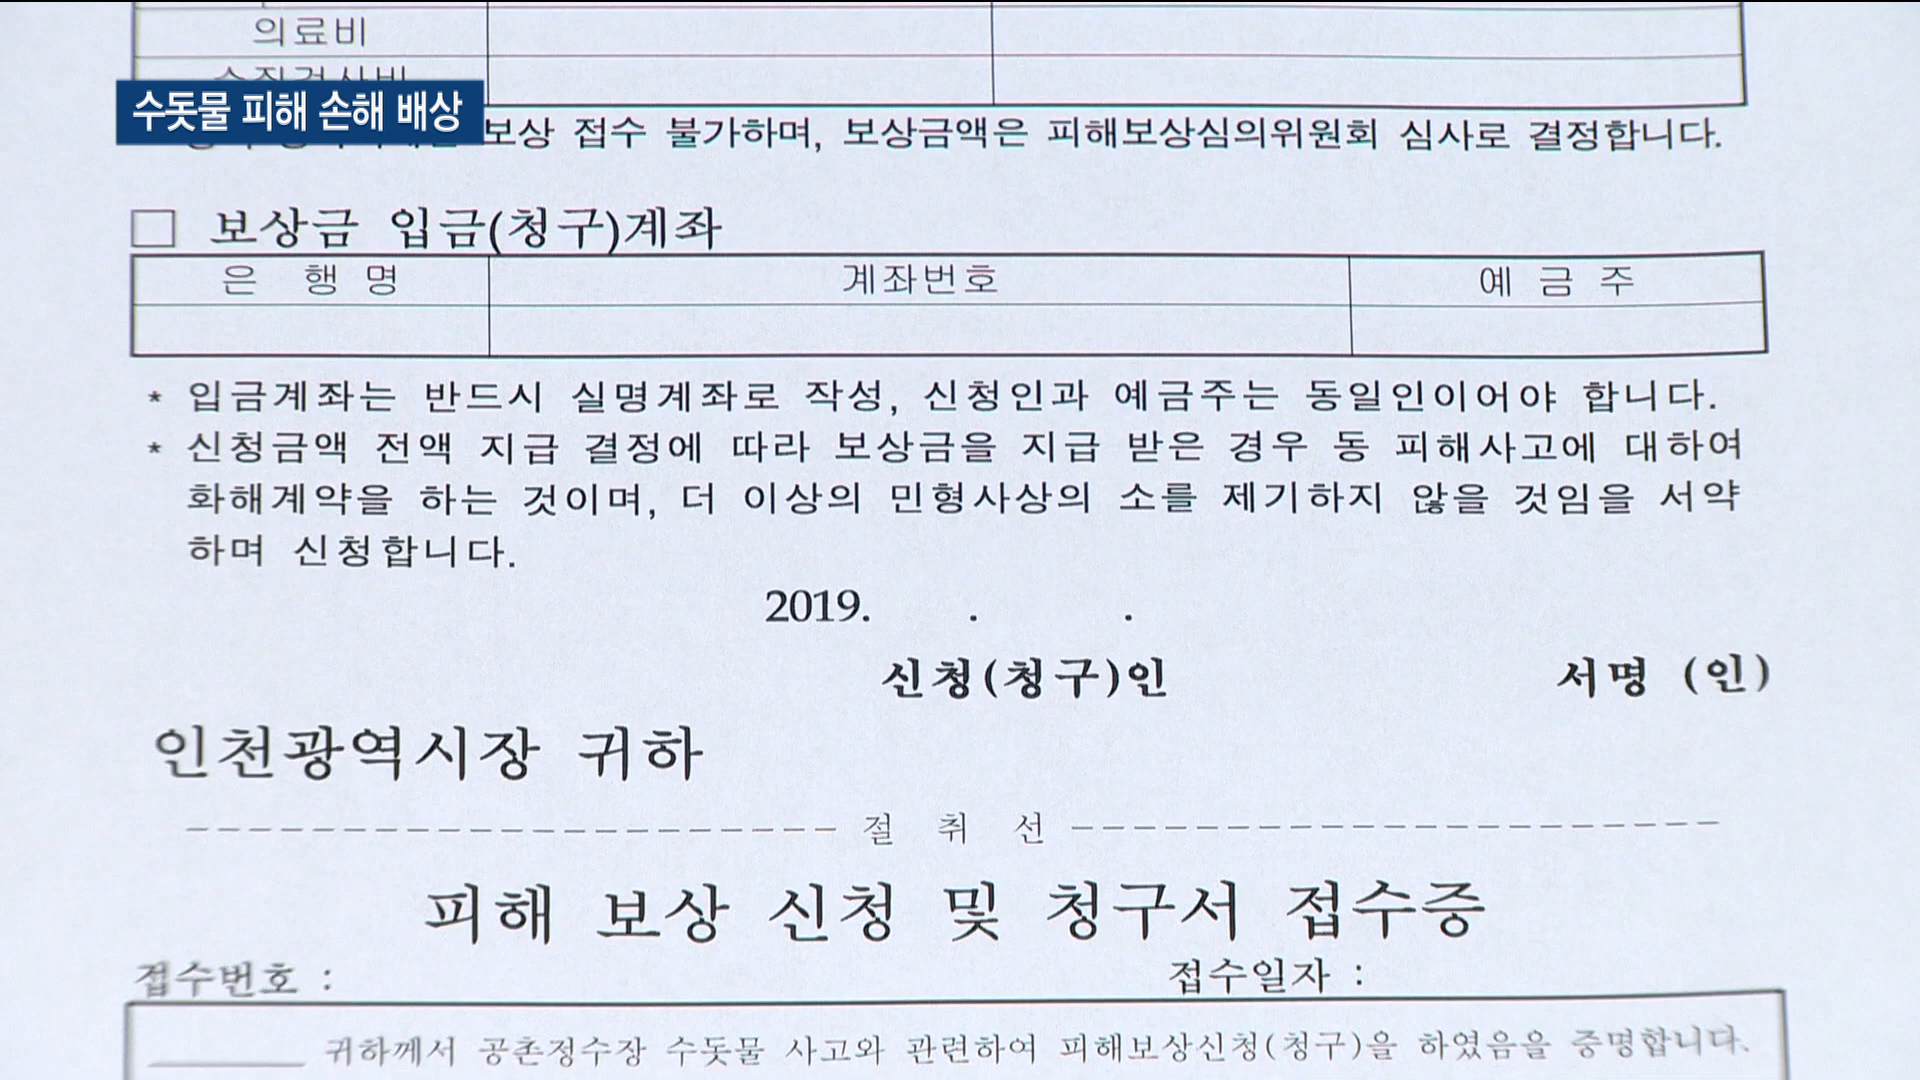 의료비
수질검사비
수돗물 피해 손해 배상
보상 접수 불가하며, 보상금액은 피해보상심의위원회 심사로 결정합니다.
□ 보상금 입금(청구)계좌
은 행 명 계좌번호 예 금 주
* 입금계좌는 반드시 실명계좌로 작성, 신청인과 예금주는 동일인이어야 합니다.
* 신청금액 전액 지급 결정에 따라 보상금을 지급 받은 경우 동 피해사고에 대하여
화해계약을 하는 것이며, 더 이상의 민형사상의 소를 제기하지 않을 것임을 서약
하며 신청합니다.
2019. . .
신청(청구)인 서명 (인)
인천광역시장 귀하
절 취 선
피해 보상 신청 및 청구서 접수증
접수번호 : 접수일자 :
귀하께서 공촌정수장 수돗물 사고와 관련하여 피해보상신청(청구)을 하였음을 증명합니다.